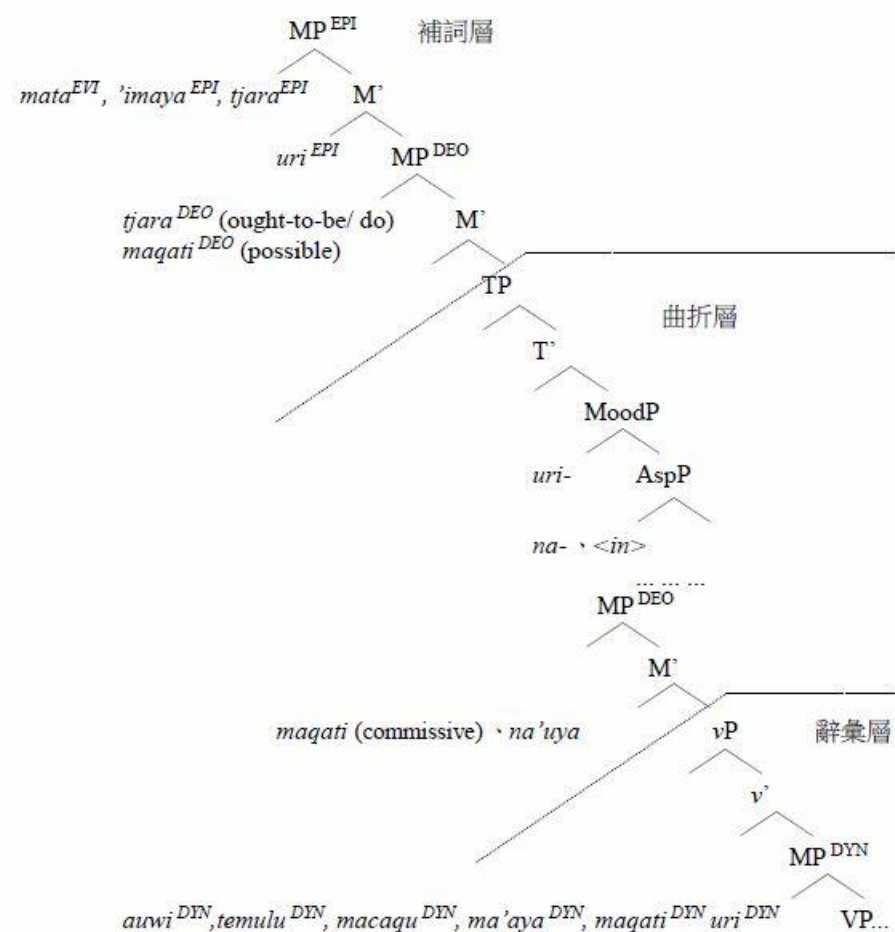 MP^EPI 補詞層
mata^EVI, ’imaya^EPI, tjara^EPI M’
uri^EPI MP^DEO
tjara^DEO (ought-to-be/ do) M’
maqati^DEO (possible)
TP
曲折層
T’
MoodP
uri- AspP
na-、<in>
... ... ...
MP^DEO
M’
maqati (commissive)、na’uya vP 辭彙層
v’
MP^DYN
auwi^DYN,temulu^DYN, macaqu^DYN, ma’aya^DYN, maqati^DYN uri^DYN VP...